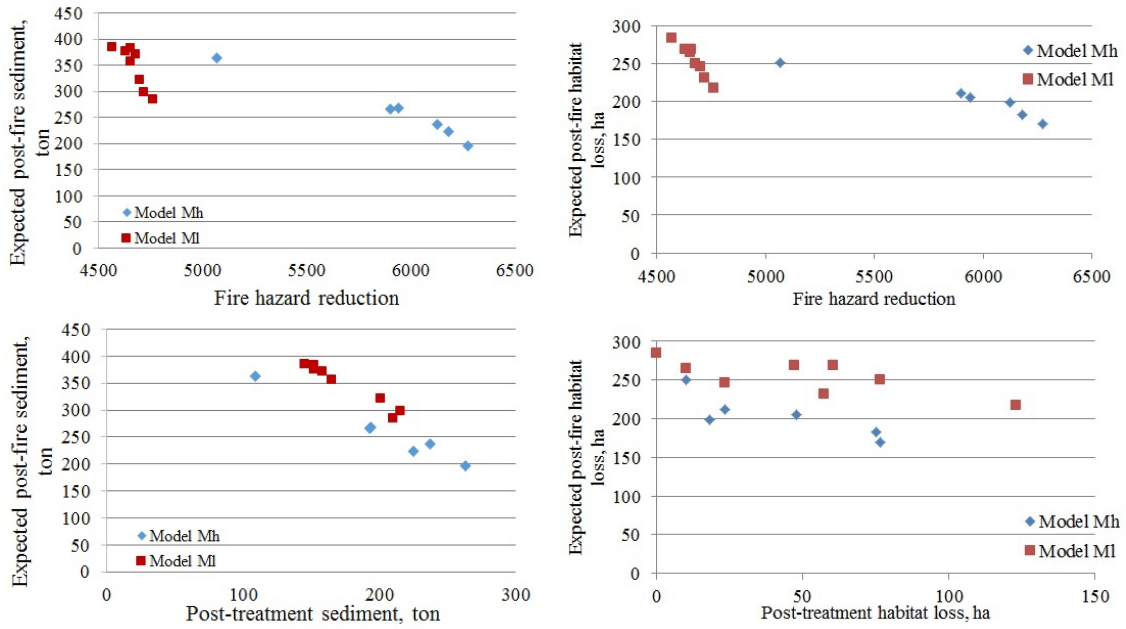 Expected post-fire sediment,
ton
450
400
350
300
250
200
150
100
50
0
Model Mh
Model Ml
4500
5000
5500
6000
6500
Fire hazard reduction
Expected post-fire habitat
loss, ha
300
250
200
150
100
50
0
Model Mh
Model Ml
4500
5000
5500
6000
6500
Fire hazard reduction
Expected post-fire sediment,
ton
450
400
350
300
250
200
150
100
50
0
Model Mh
Model Ml
0
100
200
300
Post-treatment sediment, ton
Expected post-fire habitat
loss, ha
300
250
200
150
100
50
0
Model Mh
Model Ml
0
50
100
150
Post-treatment habitat loss, ha